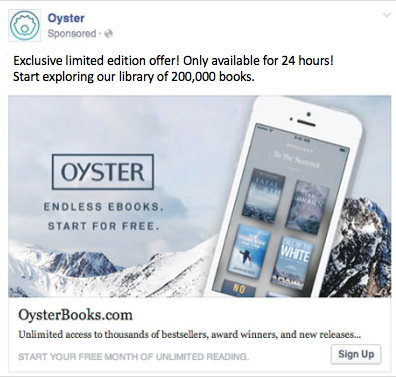 Oyster
Sponsored ·
Exclusive limited edition offer! Only available for 24 hours!
Start exploring our library of 200,000 books.
OYSTER
ENDLESS EBOOKS.
START FOR FREE.
SPOTLIGHT
To The Summit
NO
WHITE
OysterBooks.com
Unlimited access to thousands of bestsellers, award winners, and new releases...
START YOUR FREE MONTH OF UNLIMITED READING.
Sign Up